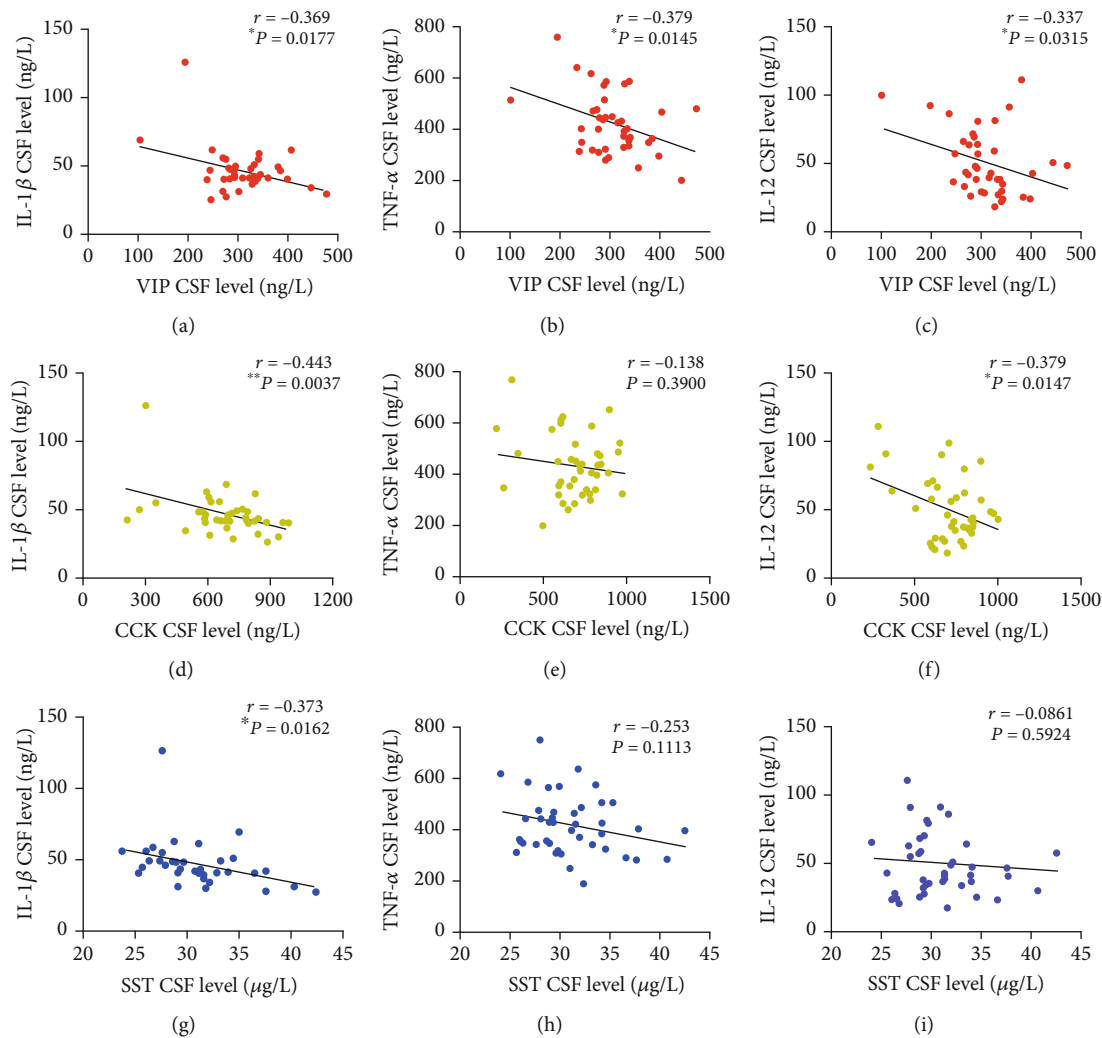 r = –0.369
*P = 0.0177
IL-1β CSF level (ng/L)
150
100
50
0
0 100 200 300 400 500
VIP CSF level (ng/L)
(a)
r = –0.379
*P = 0.0145
TNF-α CSF level (ng/L)
800
600
400
200
0
0 100 200 300 400 500
VIP CSF level (ng/L)
(b)
r = –0.337
*P = 0.0315
IL-12 CSF level (ng/L)
150
100
50
0
0 100 200 300 400 500
VIP CSF level (ng/L)
(c)
r = –0.443
**P = 0.0037
IL-1β CSF level (ng/L)
150
100
50
0
0 300 600 900 1200
CCK CSF level (ng/L)
(d)
r = –0.138
P = 0.3900
TNF-α CSF level (ng/L)
800
600
400
200
0
0 500 1000 1500
CCK CSF level (ng/L)
(e)
r = –0.379
*P = 0.0147
IL-12 CSF level (ng/L)
150
100
50
0
0 500 1000 1500
CCK CSF level (ng/L)
(f)
r = –0.373
*P = 0.0162
IL-1β CSF level (ng/L)
150
100
50
0
20 25 30 35 40 45
SST CSF level (μg/L)
(g)
r = –0.253
P = 0.1113
TNF-α CSF level (ng/L)
800
600
400
200
0
20 25 30 35 40 45
SST CSF level (μg/L)
(h)
r = –0.0861
P = 0.5924
IL-12 CSF level (ng/L)
150
100
50
0
20 25 30 35 40 45
SST CSF level (μg/L)
(i)